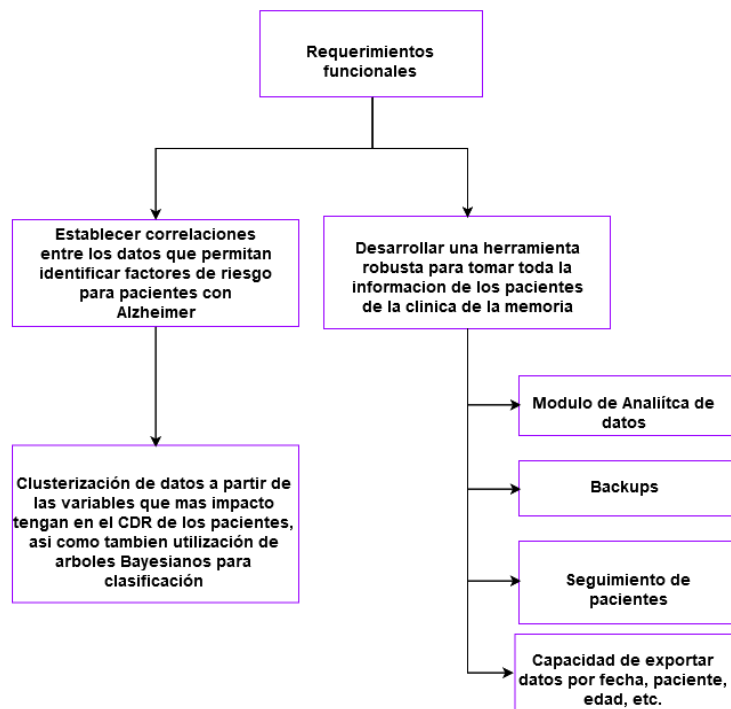 Requerimientos
funcionales
Establecer correlaciones
entre los datos que permitan
identificar factores de riesgo
para pacientes con
Alzheimer
Desarrollar una herramienta
robusta para tomar toda la
informacion de los pacientes
de la clinica de la memoria
Modulo de Analiítca de
datos
Clusterización de datos a partir de
las variables que mas impacto
tengan en el CDR de los pacientes,
asi como tambien utilización de
arboles Bayesianos para
clasificación
Backups
Seguimiento de
pacientes
Capacidad de exportar
datos por fecha, paciente,
edad, etc.